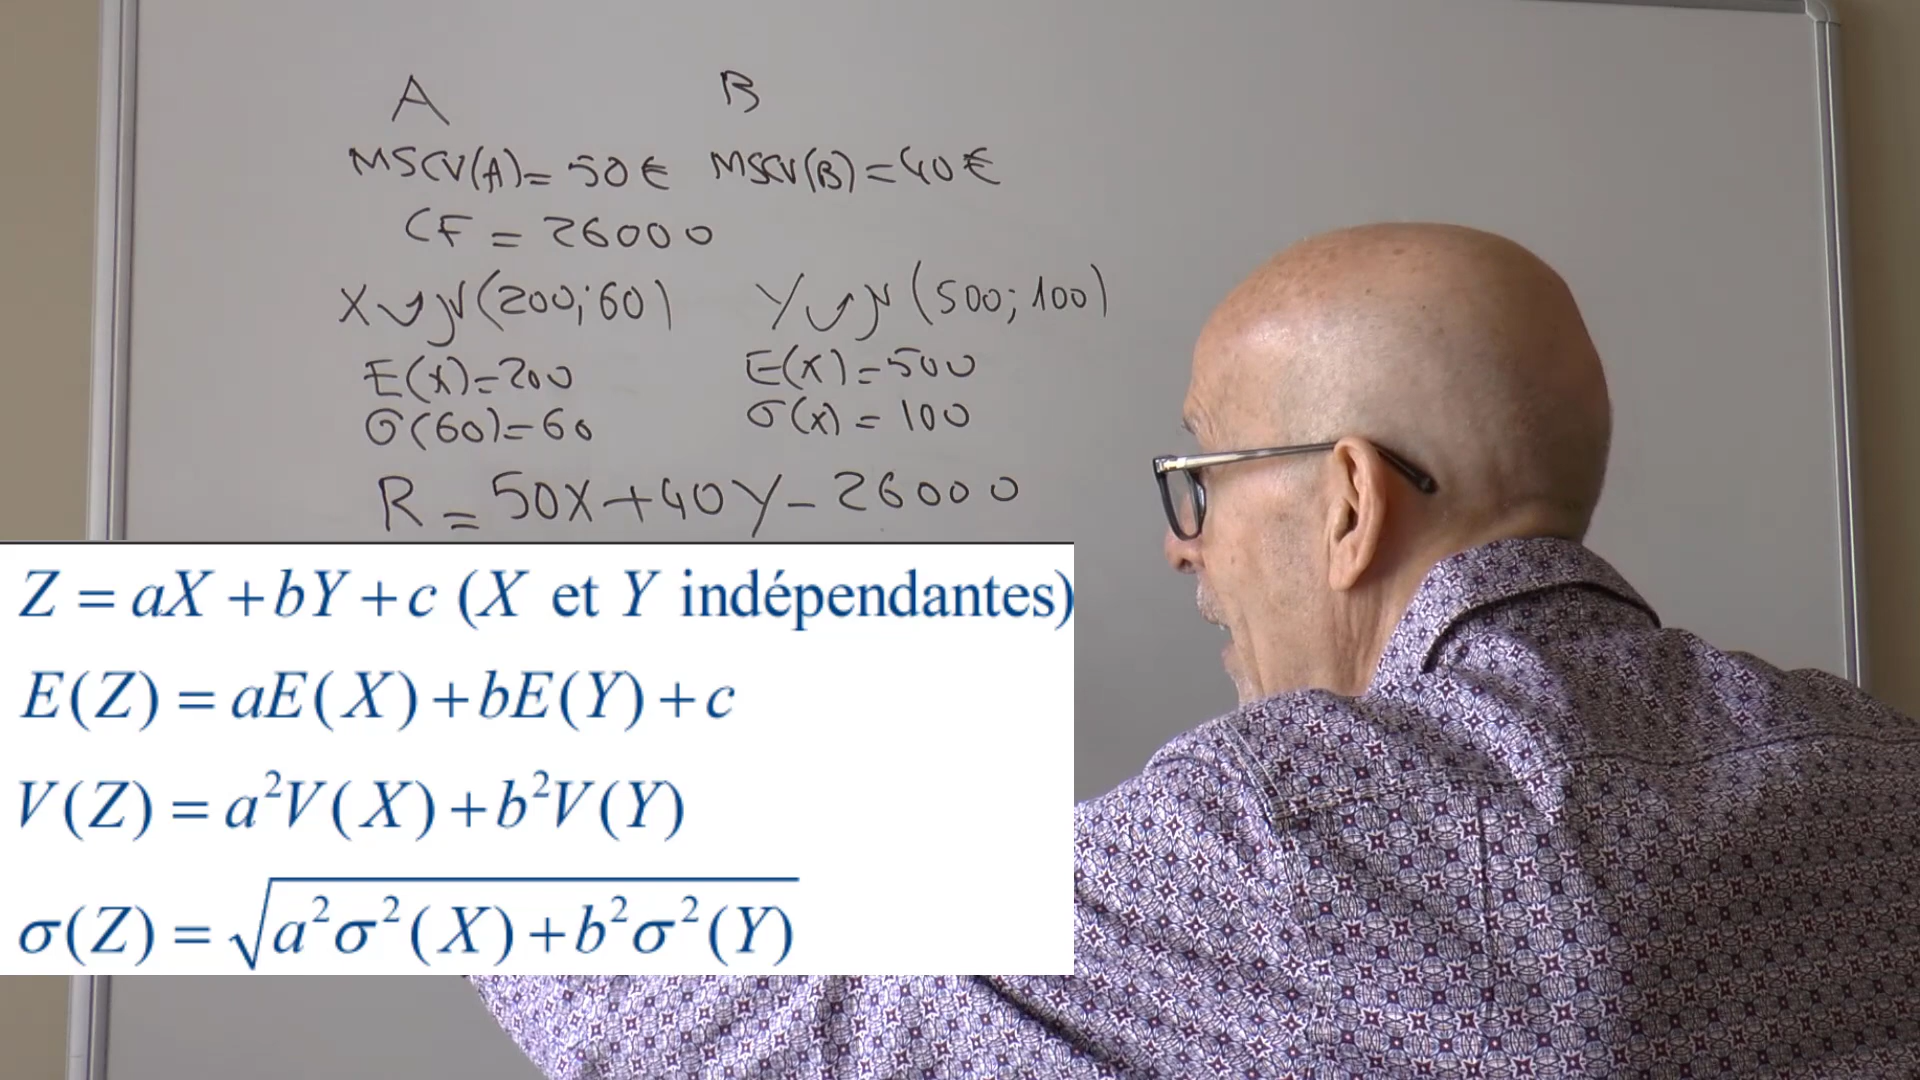 A B
MSCV(A)=50€ MSCV(B)=40€
CF = 26000
X↝N(200;60) Y↝N(500;100)
E(X)=200 E(X)=500
σ(60)=60 σ(X)=100
R = 50X+40Y-26000
Z = aX + bY + c (X et Y indépendantes)
E(Z) = aE(X) + bE(Y) + c
V(Z) = a²V(X) + b²V(Y)
σ(Z) = √(a²σ²(X) + b²σ²(Y))